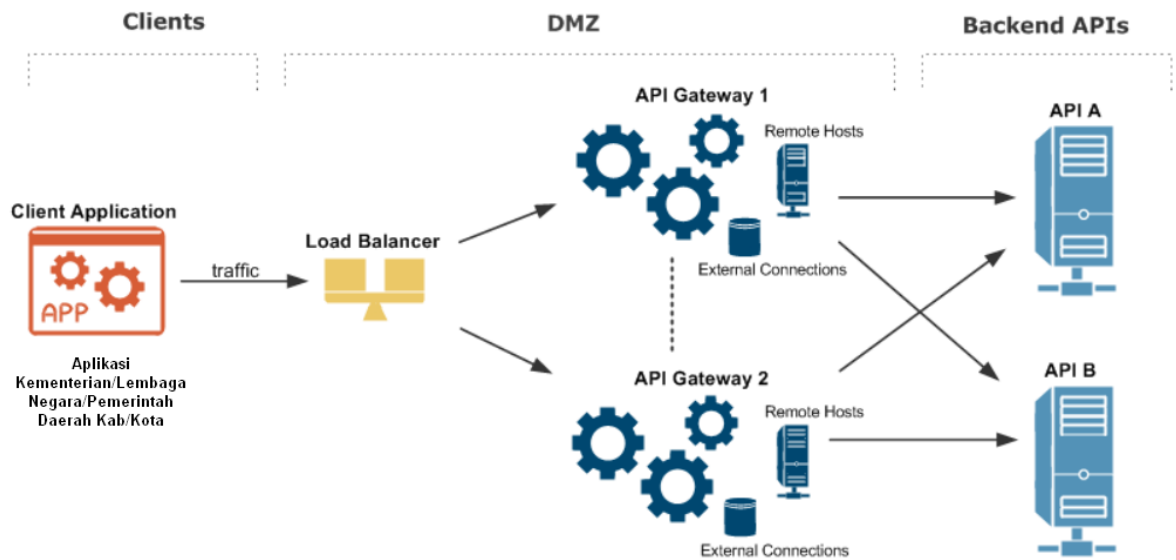 Clients
DMZ
Backend APIs
API Gateway 1
Remote Hosts
External Connections
API A
Client Application
APP
Aplikasi
Kementerian/Lembaga
Negara/Pemerintah
Daerah Kab/Kota
traffic
Load Balancer
API Gateway 2
Remote Hosts
External Connections
API B